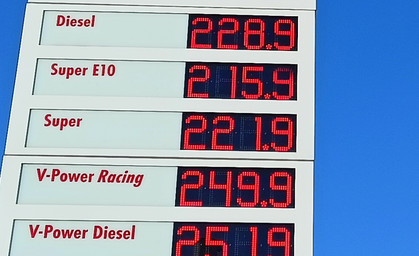 Diesel 228.9
Super E10 215.9
Super 221.9
V-Power Racing 249.9
V-Power Diesel 251.9